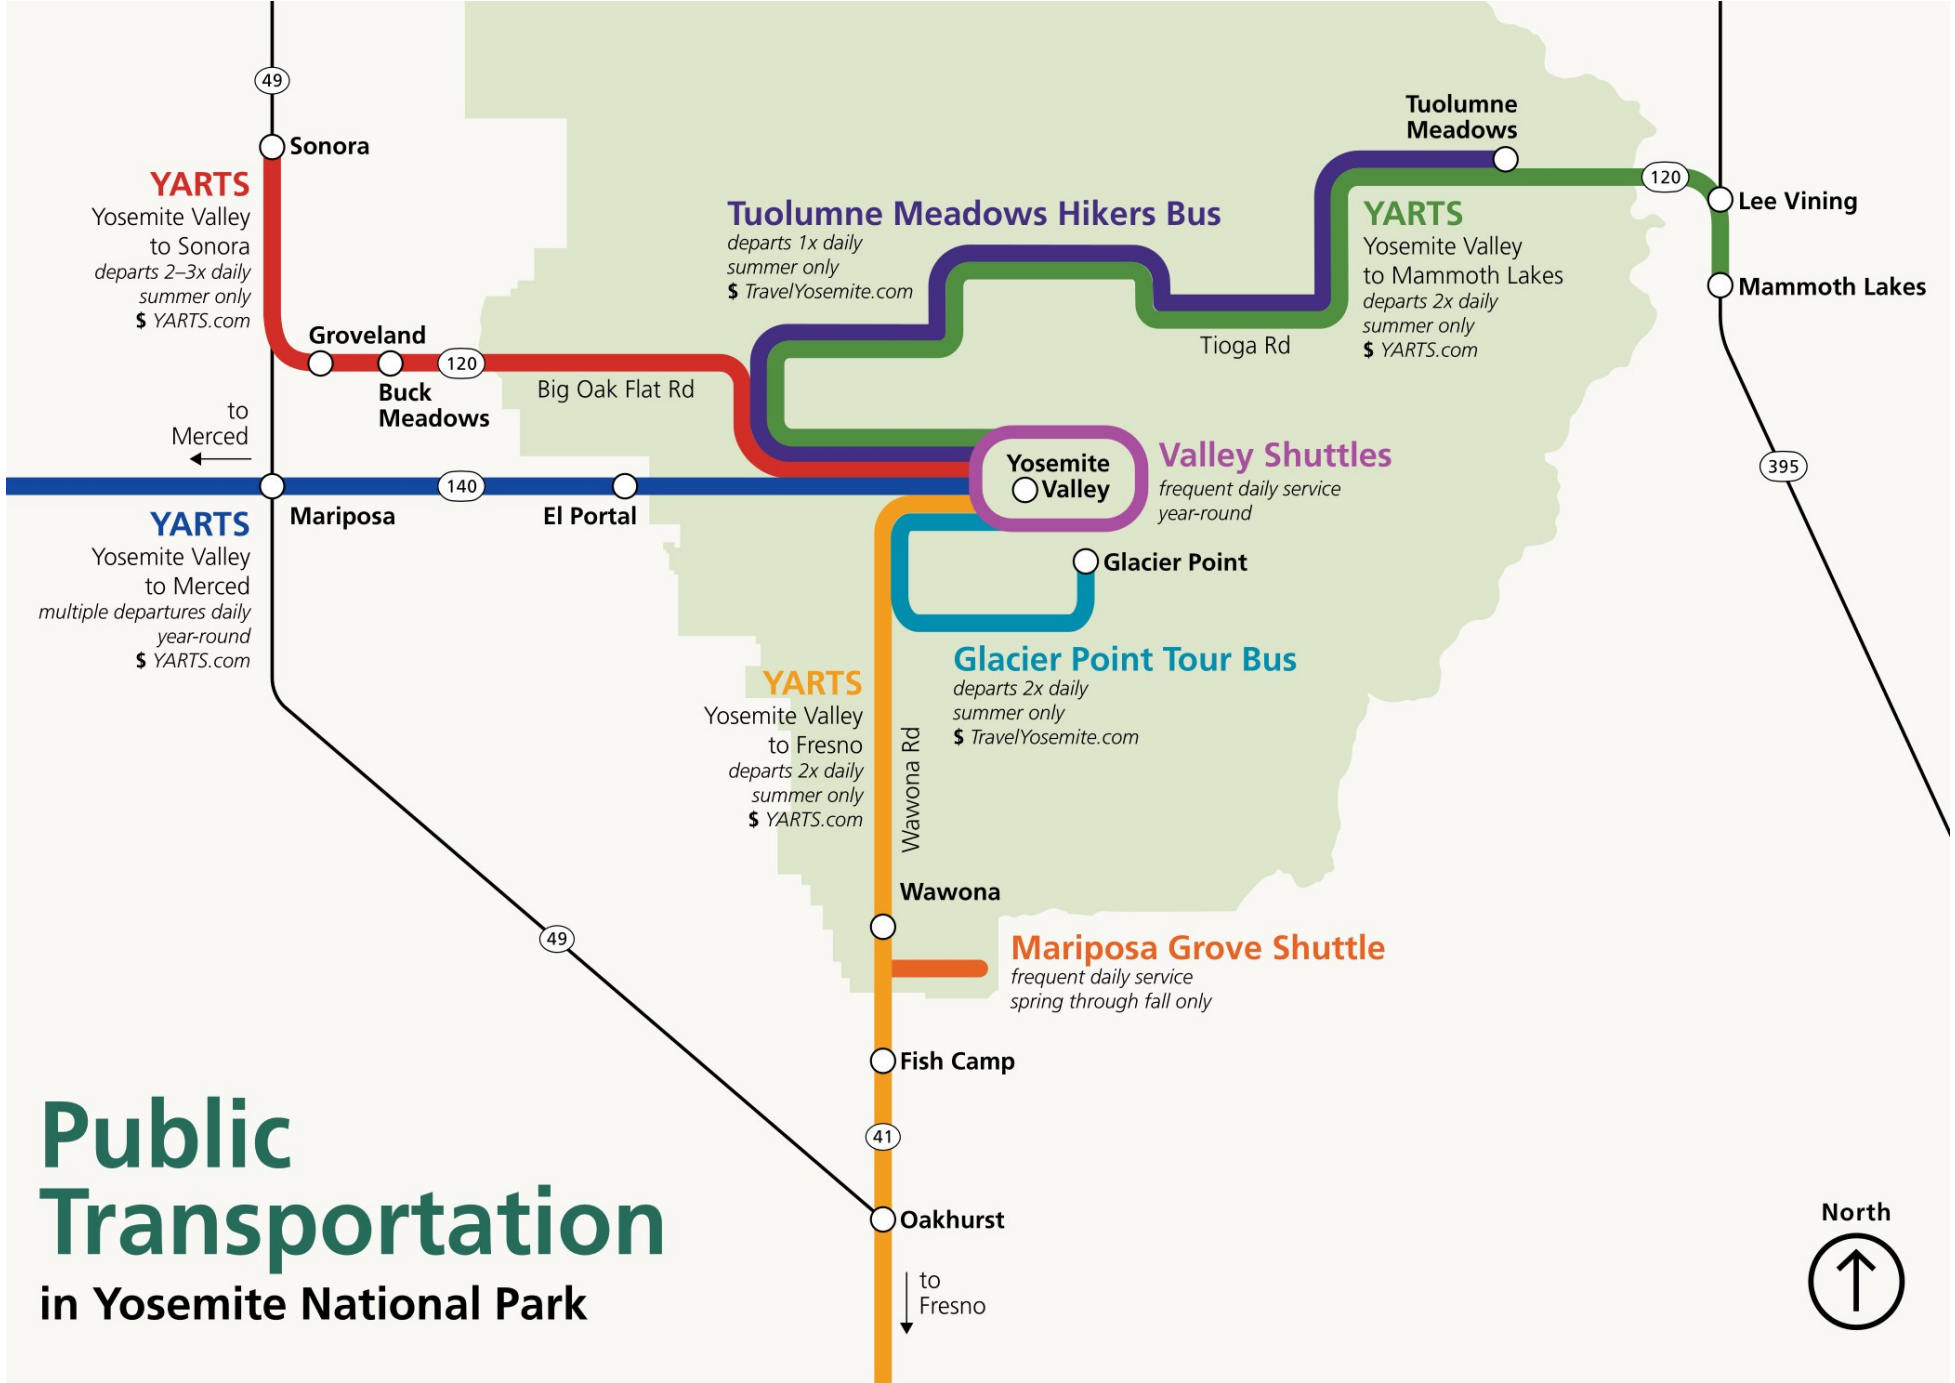 49
Sonora
YARTS
Yosemite Valley
to Sonora
departs 2–3x daily
summer only
$ YARTS.com
Groveland
Buck
Meadows
120
Big Oak Flat Rd
to
Merced
140
Mariposa
El Portal
YARTS
Yosemite Valley
to Merced
multiple departures daily
year-round
$ YARTS.com
Tuolumne Meadows Hikers Bus
departs 1x daily
summer only
$ TravelYosemite.com
Tuolumne
Meadows
120
Lee Vining
Mammoth Lakes
YARTS
Yosemite Valley
to Mammoth Lakes
departs 2x daily
summer only
$ YARTS.com
Tioga Rd
395
Yosemite
Valley
Valley Shuttles
frequent daily service
year-round
Glacier Point
Glacier Point Tour Bus
departs 2x daily
summer only
$ TravelYosemite.com
YARTS
Yosemite Valley
to Fresno
departs 2x daily
summer only
$ YARTS.com
Wawona Rd
Wawona
Mariposa Grove Shuttle
frequent daily service
spring through fall only
49
Fish Camp
41
Oakhurst
to
Fresno
Public
Transportation
in Yosemite National Park
North